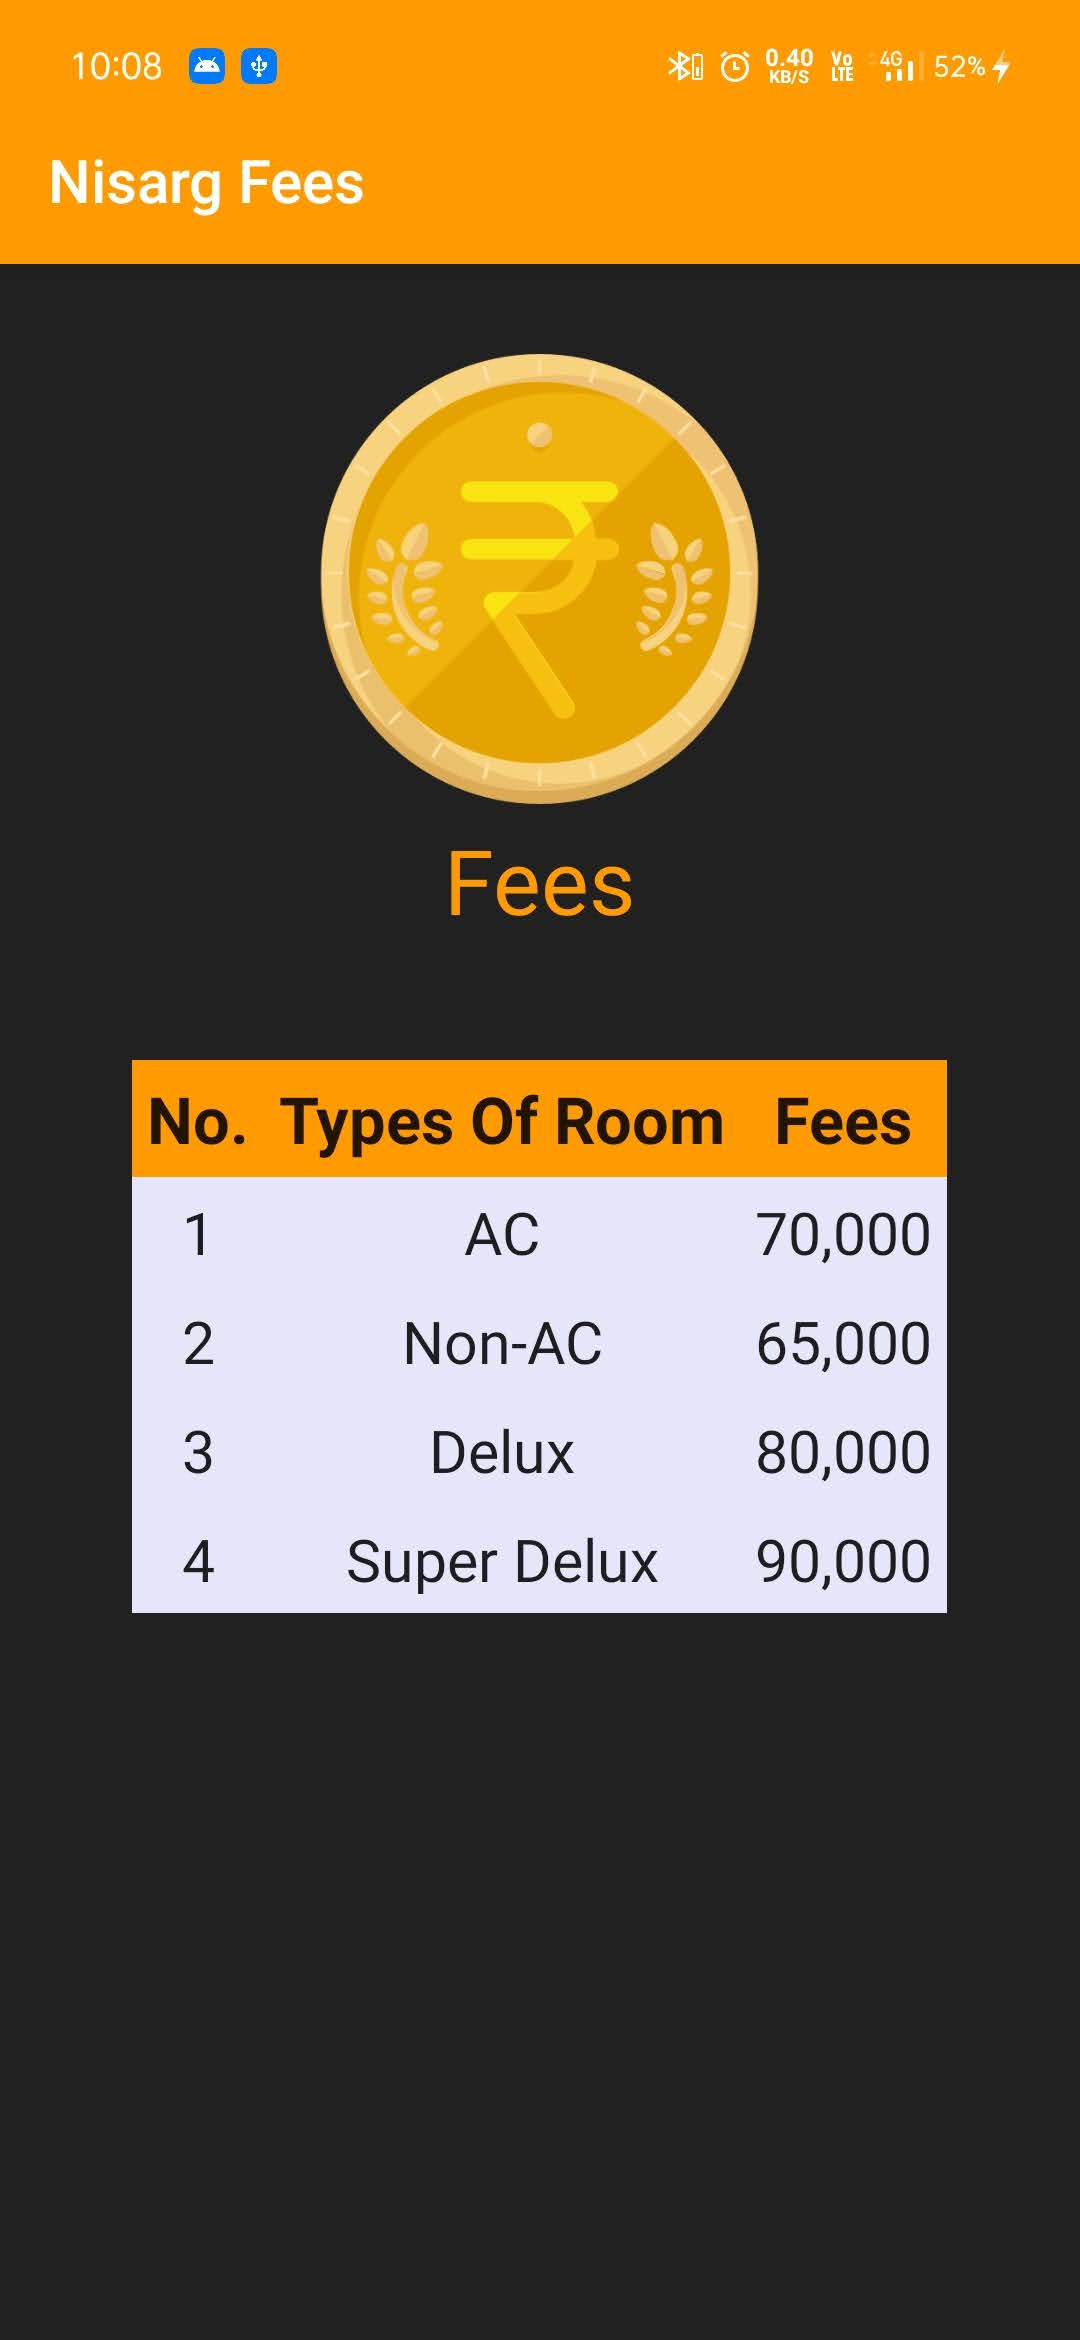 10:08 0.40 KB/S Vo LTE 4G 52%
Nisarg Fees
₹
Fees
No. Types Of Room Fees
1 AC 70,000
2 Non-AC 65,000
3 Delux 80,000
4 Super Delux 90,000